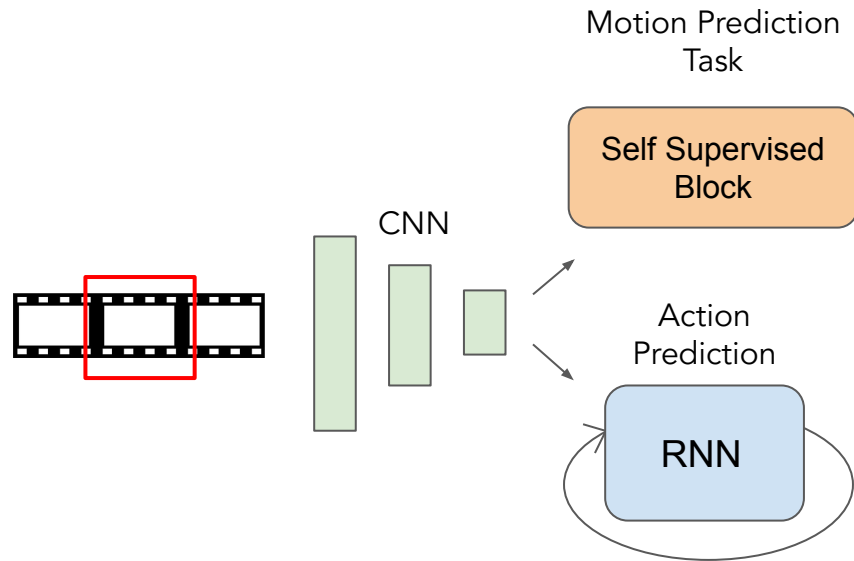 Motion Prediction
Task
Self Supervised
Block
CNN
Action
Prediction
RNN